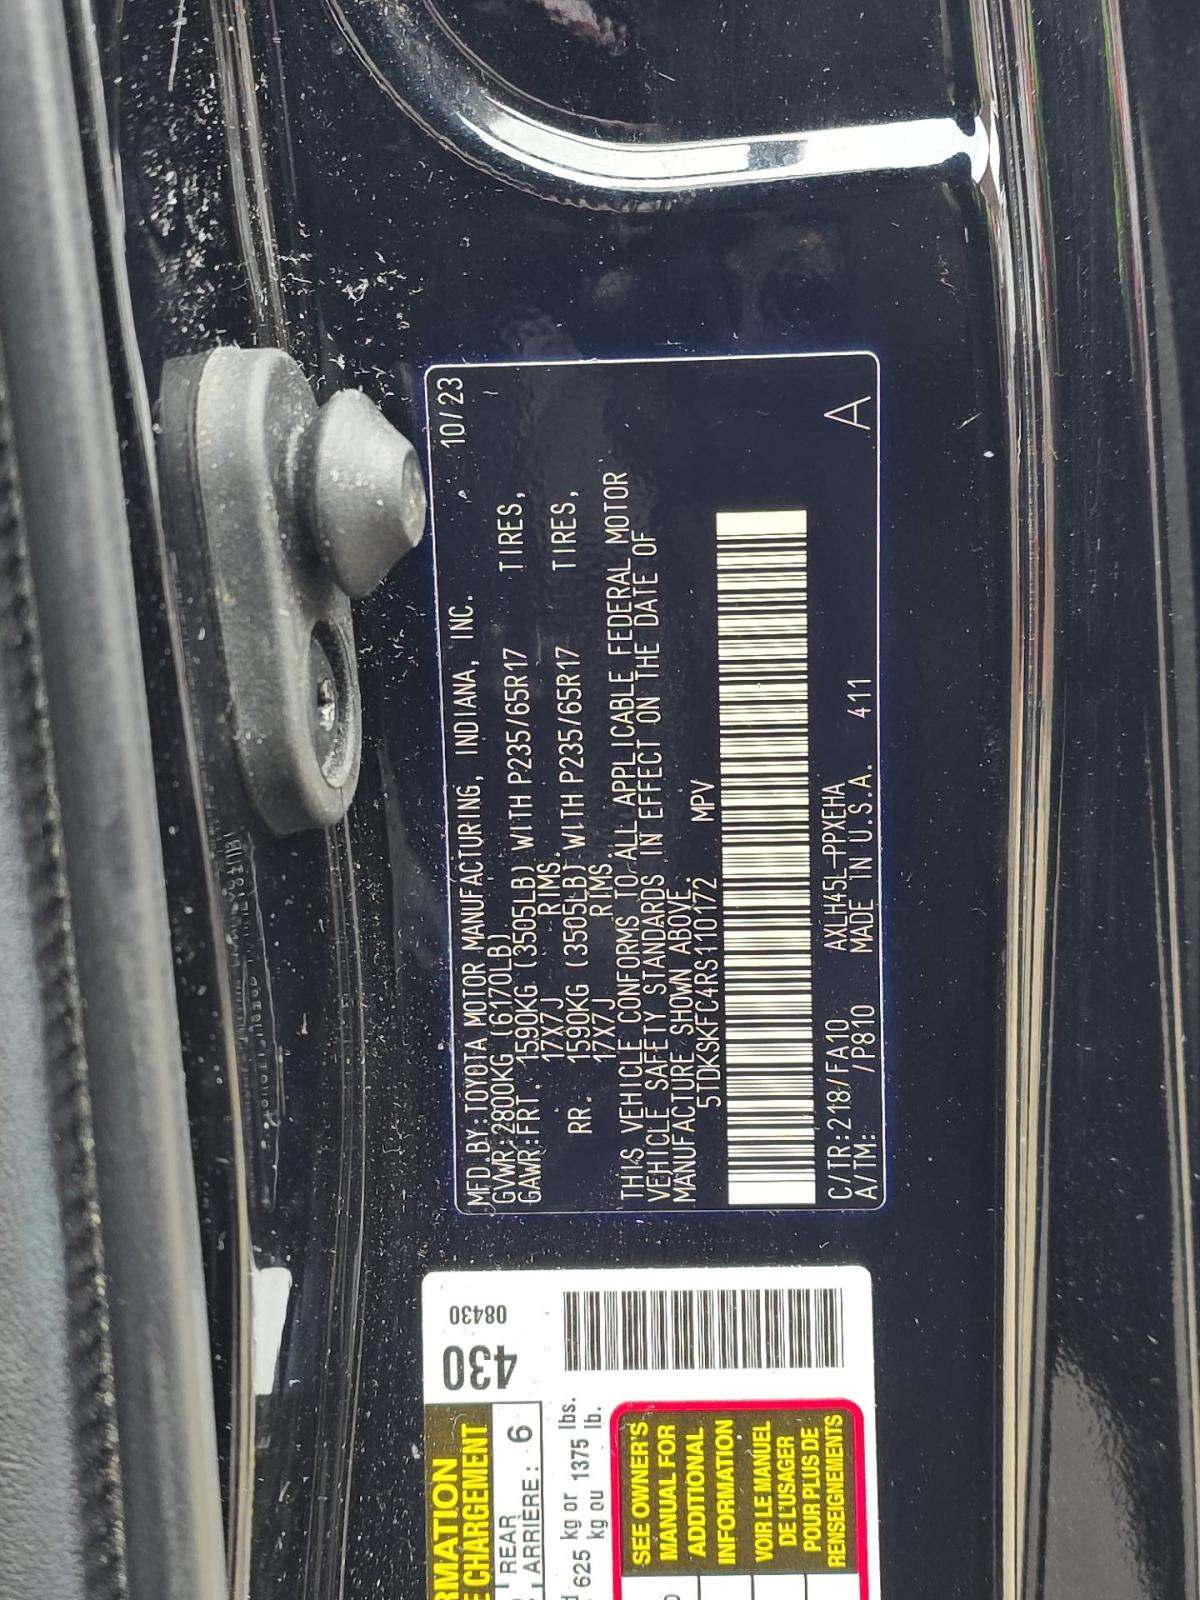 MFD.BY:TOYOTA MOTOR MANUFACTURING, INDIANA, INC. 10/23
GVWR:2800KG (6170LB)
GAWR:FRT. 1590KG (3505LB) WITH P235/65R17 TIRES,
17X7J RIMS.
RR. 1590KG (3505LB) WITH P235/65R17 TIRES,
17X7J RIMS.
THIS VEHICLE CONFORMS TO ALL APPLICABLE FEDERAL MOTOR
VEHICLE SAFETY STANDARDS IN EFFECT ON THE DATE OF
MANUFACTURE SHOWN ABOVE.
5TDKSKFC4RS110172 MPV
C/TR:218/FA10 AXLH45L-PPXEHA
A/TM: /P810 MADE IN U.S.A. 411 A
430
08430
REAR
ARRIERE : 6
625 kg or 1375 lbs.
kg ou lb.
CHARGEMENT
SEE OWNER'S
MANUAL FOR
ADDITIONAL
INFORMATION
VOIR LE MANUEL
DE L'USAGER
POUR PLUS DE
RENSEIGNEMENTS